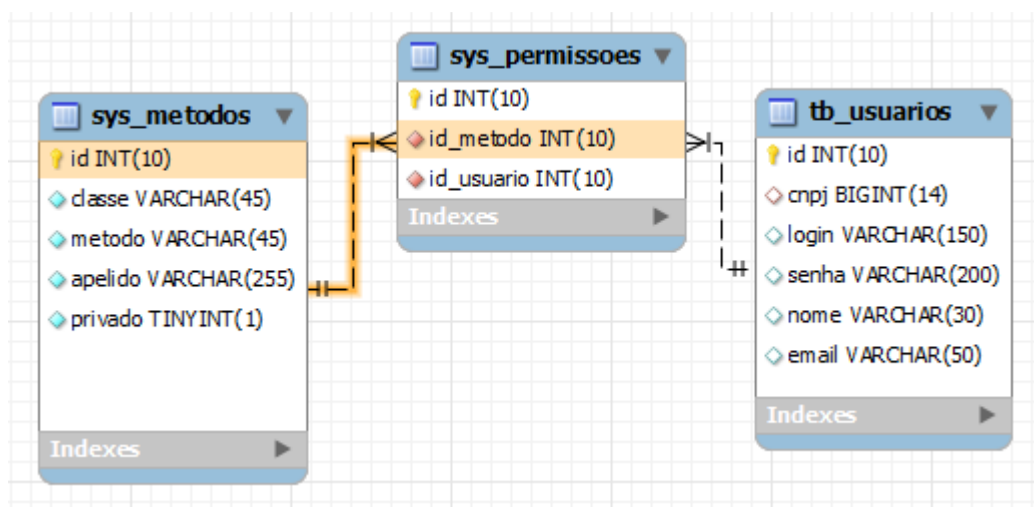 sys_metodos
id INT(10)
classe VARCHAR(45)
metodo VARCHAR(45)
apelido VARCHAR(255)
privado TINYINT(1)
Indexes
sys_permissoes
id INT(10)
id_metodo INT(10)
id_usuario INT(10)
Indexes
tb_usuarios
id INT(10)
cnpj BIGINT(14)
login VARCHAR(150)
senha VARCHAR(200)
nome VARCHAR(30)
email VARCHAR(50)
Indexes